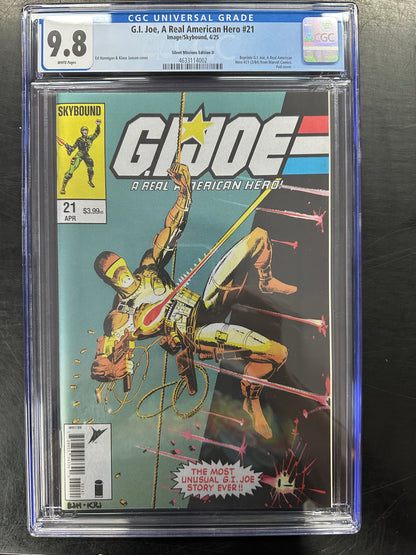 CGC UNIVERSAL GRADE
9.8
WHITE Pages
G.I. Joe, A Real American Hero #21
Image/Skybound, 4/25
Silent Missions Edition D
Ed Hannigan & Klaus Janson cover
4633114002
Reprints G.I. Joe, A Real American
Hero #21 (3/84) from Marvel Comics.
Foil cover.
CGC
SKYBOUND
G.I. JOE
A REAL AMERICAN HERO!
21
APR
$3.99
THE MOST
UNUSUAL G.I. JOE
STORY EVER!!